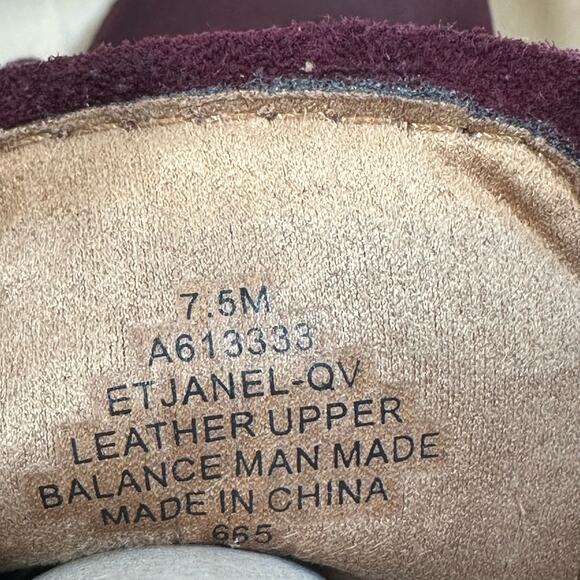 7.5M
A613333
ETJANEL-QV
LEATHER UPPER
BALANCE MAN MADE
MADE IN CHINA
665